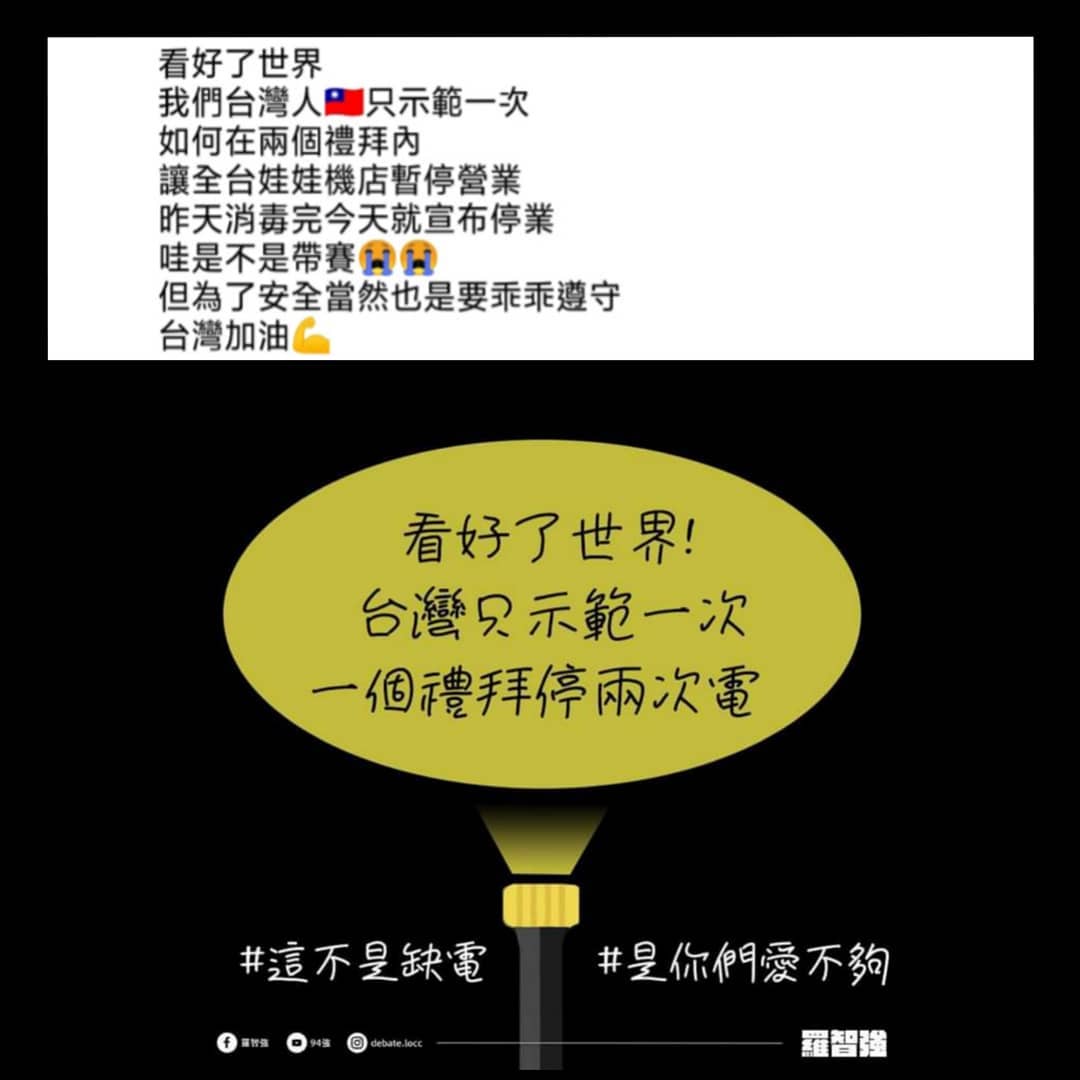 看好了世界
我們台灣人🇹🇼只示範一次
如何在兩個禮拜內
讓全台娃娃機店暫停營業
昨天消毒完今天就宣布停業
哇是不是帶賽😭😭
但為了安全當然也是要乖乖遵守
台灣加油💪
看好了世界!
台灣只示範一次
一個禮拜停兩次電
#這不是缺電 #是你們愛不夠
羅智強 94強 debate.locc 羅智強